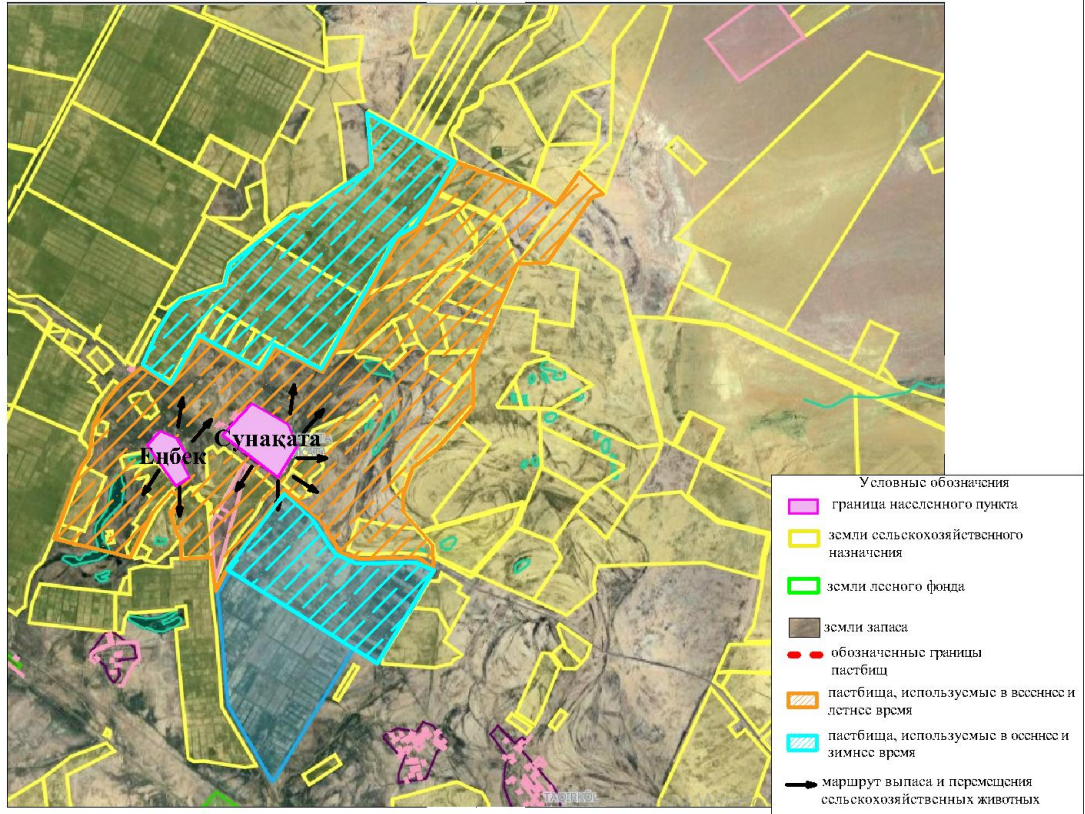 Сунақата
Еңбек
TAQIRKÖL
Условные обозначения
граница населенного пункта
земли сельскохозяйственного
назначения
земли лесного фонда
земли запаса
обозначенные границы
пастбищ
пастбища, используемые в весеннее и
летнее время
пастбища, используемые в осеннее и
зимнее время
маршрут выпаса и перемещения
сельскохозяйственных животных